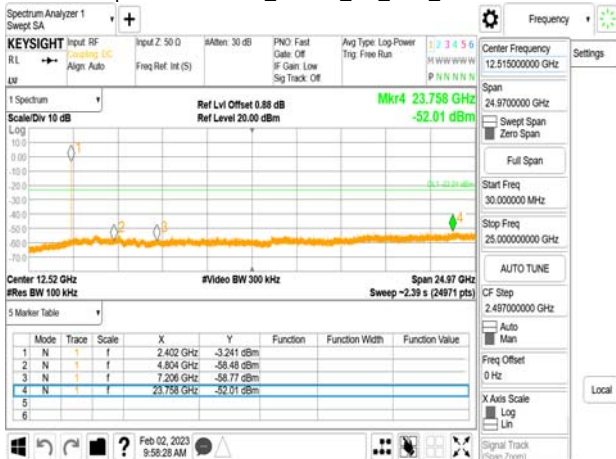 Spectrum Analyzer 1
Swept SA
+
Frequency
KEYSIGHT
RL
Input: RF
Coupling: DC
Align: Auto
Input Z: 50 Ω
Freq Ref: Int (S)
#Atten: 30 dB
PNO: Fast
Gate: Off
IF Gain: Low
Sig Track: Off
Avg Type: Log-Power
Trig: Free Run
1 2 3 4 5 6
M W W W W W
P N N N N N
1 Spectrum
Scale/Div 10 dB
Ref Lvl Offset 0.88 dB
Ref Level 20.00 dBm
Mkr4 23.758 GHz
-52.01 dBm
Log
10.0
0.00
-10.0
-20.0
-30.0
-40.0
-50.0
-60.0
-70.0
1
2
3
4
Center 12.52 GHz
#Res BW 100 kHz
#Video BW 300 kHz
Span 24.97 GHz
Sweep ~2.39 s (24971 pts)
5 Marker Table
Mode Trace Scale X Y Function Function Width Function Value
1 N 1 f 2.402 GHz -3.241 dBm
2 N 1 f 4.804 GHz -58.48 dBm
3 N 1 f 7.206 GHz -58.77 dBm
4 N 1 f 23.758 GHz -52.01 dBm
5
6
Feb 02, 2023
9:58:28 AM
Center Frequency
12.515000000 GHz
Settings
Span
24.9700000 GHz
Swept Span
Zero Span
Full Span
Start Freq
30.000000 MHz
Stop Freq
25.000000000 GHz
AUTO TUNE
CF Step
2.497000000 GHz
Auto
Man
Freq Offset
0 Hz
X Axis Scale
Log
Lin
Local
Signal Track
(Span Zoom)